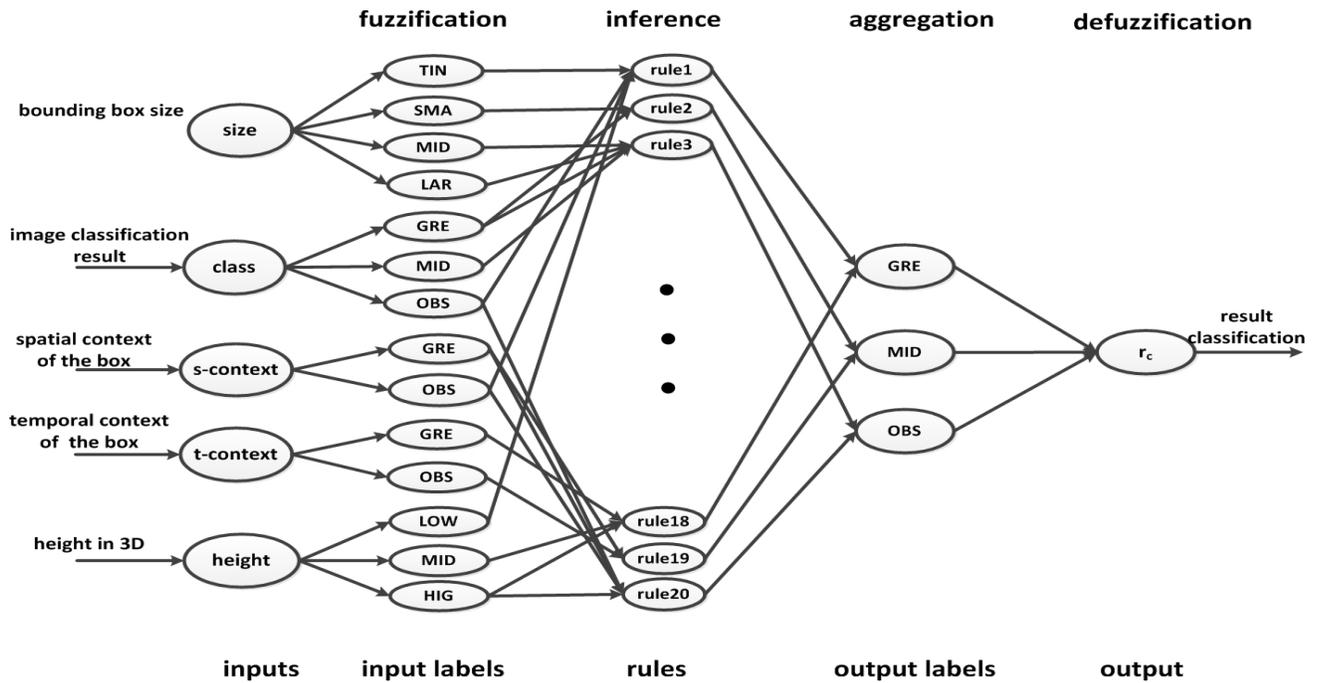 fuzzification inference aggregation defuzzification
bounding box size
size
TIN
SMA
MID
LAR
image classification
result
class
GRE
MID
OBS
spatial context
of the box
s-context
GRE
OBS
temporal context
of the box
t-context
GRE
OBS
height in 3D
height
LOW
MID
HIG
rule1
rule2
rule3
rule18
rule19
rule20
GRE
MID
OBS
rc
result
classification
inputs input labels rules output labels output